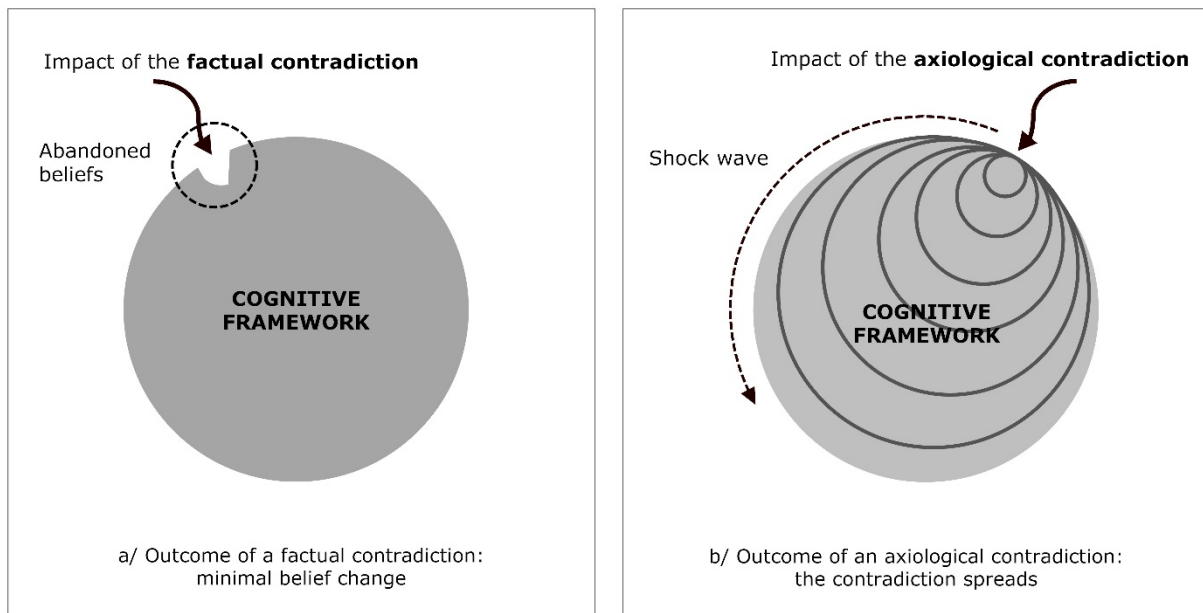 Impact of the factual contradiction
Abandoned
beliefs
COGNITIVE
FRAMEWORK
a/ Outcome of a factual contradiction:
minimal belief change
Impact of the axiological contradiction
Shock wave
COGNITIVE
FRAMEWORK
b/ Outcome of an axiological contradiction:
the contradiction spreads